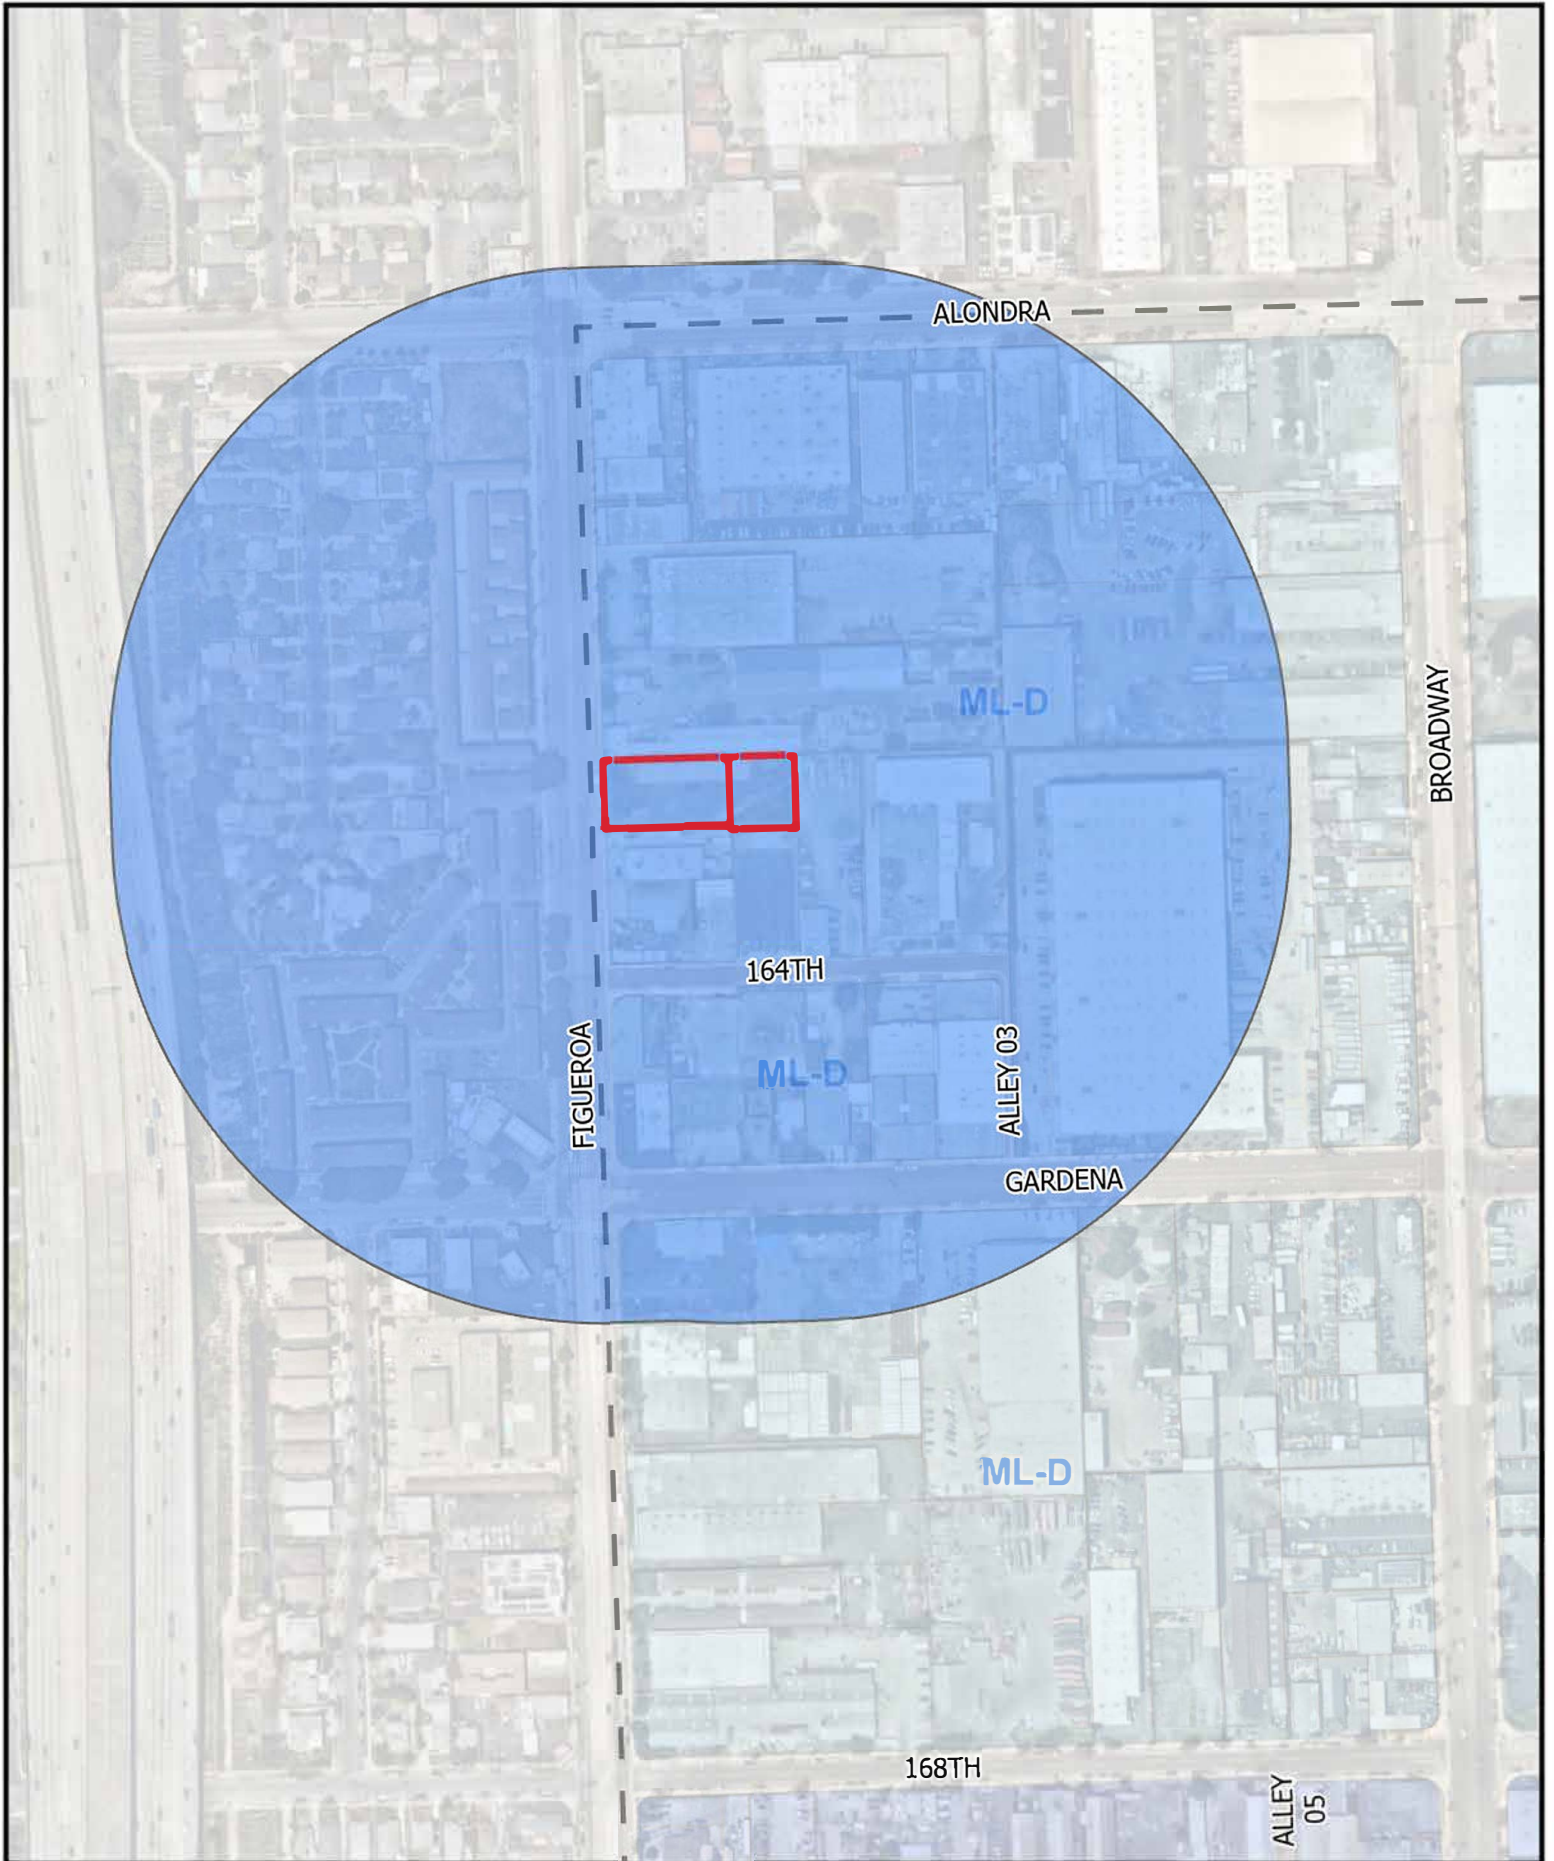 ALONDRA
ML-D
BROADWAY
164TH
FIGUEROA
ML-D
ALLEY 03
GARDENA
ML-D
168TH
ALLEY
05